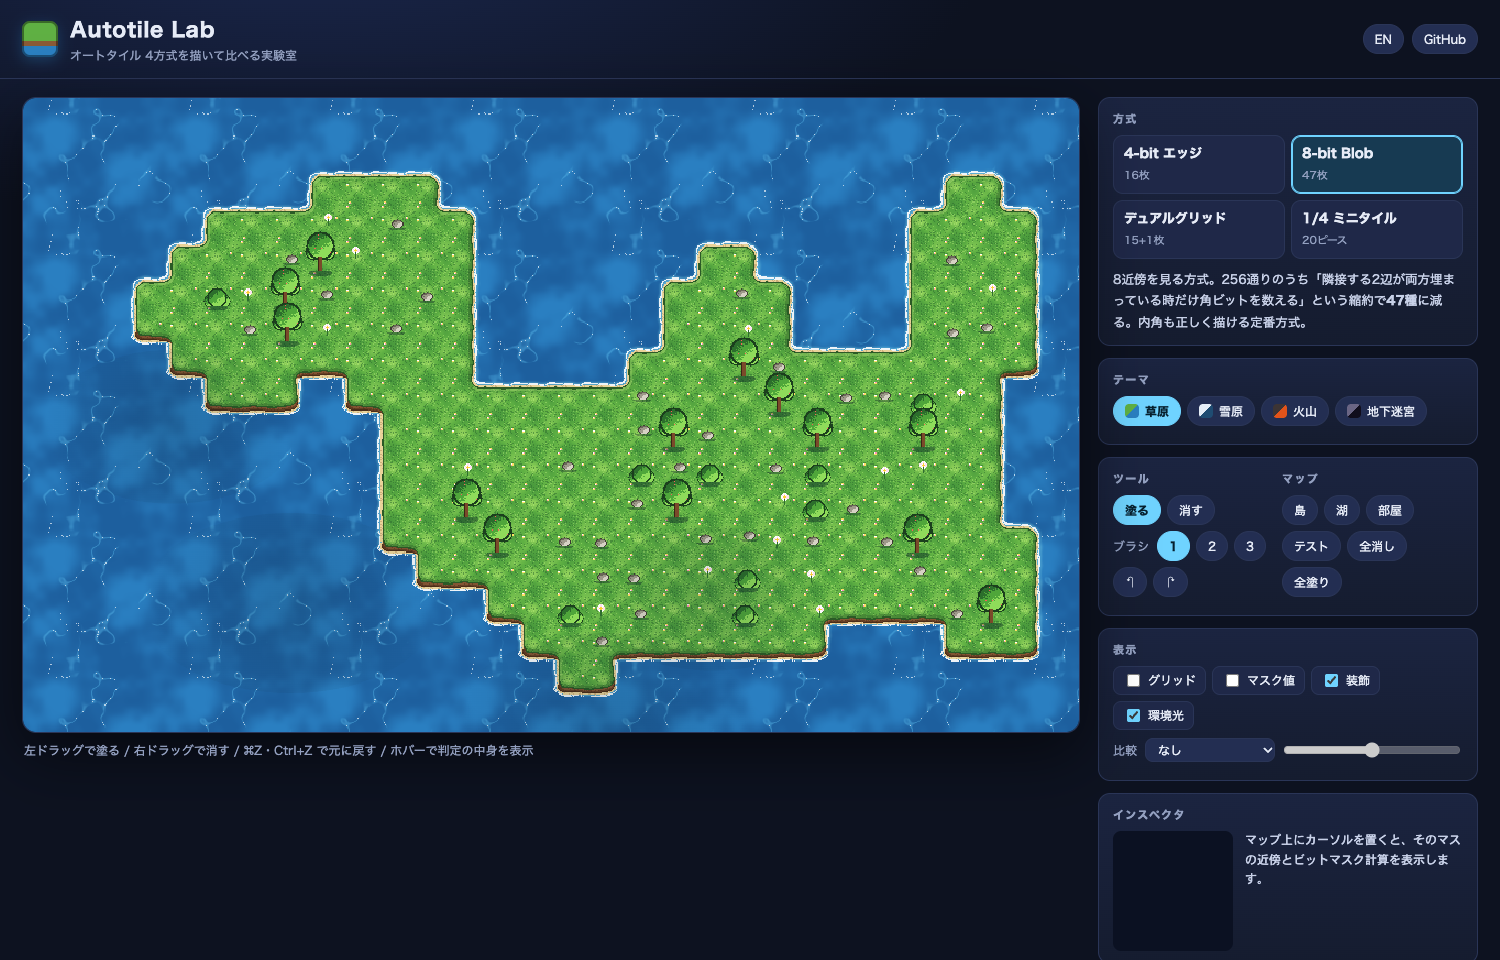 Autotile Lab
オートタイル 4方式を描いて比べる実験室
EN
GitHub
方式
4-bit エッジ
16枚
8-bit Blob
47枚
デュアルグリッド
15+1枚
1/4 ミニタイル
20ピース
8近傍を見る方式。256通りのうち「隣接する2辺が両方埋ま
っている時だけ角ビットを数える」という縮約で47種に減
る。内角も正しく描ける定番方式。
テーマ
草原
雪原
火山
地下迷宮
ツール
塗る
消す
ブラシ
1
2
3
↰
↱
マップ
島
湖
部屋
テスト
全消し
全塗り
表示
グリッド
マスク値
装飾
環境光
比較
なし
インスペクタ
マップ上にカーソルを置くと、そのマス
の近傍とビットマスク計算を表示しま
す。
左ドラッグで塗る / 右ドラッグで消す / ⌘Z・Ctrl+Z で元に戻す / ホバーで判定の中身を表示